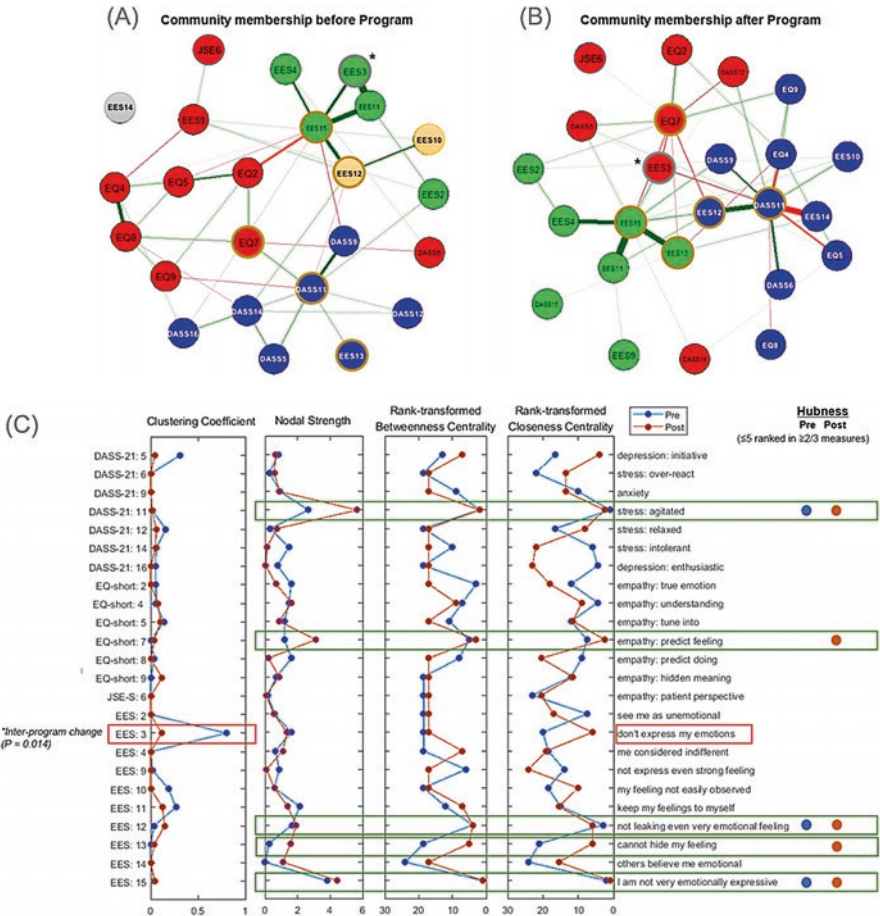 (A)
Community membership before Program
JSE6
EES4
EES3
*
EES11
EES14
EES9
EES15
EES10
EES12
EQ4
EQ5
EQ2
EES2
EQ8
EQ7
DASS9
DASS6
EQ9
DASS11
DASS14
DASS12
DASS16
DASS5
EES13
(B)
Community membership after Program
EQ2
JSE6
DASS12
EQ9
DASS5
EQ7
EQ4
EES2
*
EES3
DASS9
EES10
EES4
EES15
EES12
DASS11
EES14
EES11
EES13
EQ5
DASS6
EES9
DASS14
EQ8
(C)
Clustering Coefficient
Nodal Strength
Rank-transformed
Betweenness Centrality
Rank-transformed
Closeness Centrality
Pre
Post
Hubness
Pre Post
(≤5 ranked in ≥2/3 measures)
DASS-21: 5 depression: initiative
DASS-21: 6 stress: over-react
DASS-21: 9 anxiety
DASS-21: 11 stress: agitated
DASS-21: 12 stress: relaxed
DASS-21: 14 stress: intolerant
DASS-21: 16 depression: enthusiastic
EQ-short: 2 empathy: true emotion
EQ-short: 4 empathy: understanding
EQ-short: 5 empathy: tune into
EQ-short: 7 empathy: predict feeling
EQ-short: 8 empathy: predict doing
EQ-short: 9 empathy: hidden meaning
JSE-S: 6 empathy: patient perspective
EES: 2 see me as unemotional
*Inter-program change
(P = 0.014)
EES: 3 don't express my emotions
EES: 4 me considered indifferent
EES: 9 not express even strong feeling
EES: 10 my feeling not easily observed
EES: 11 keep my feelings to myself
EES: 12 not leaking even very emotional feeling
EES: 13 cannot hide my feeling
EES: 14 others believe me emotional
EES: 15 I am not very emotionally expressive
0 0.5 1
0 2 4 6
30 20 10 0
30 20 10 0